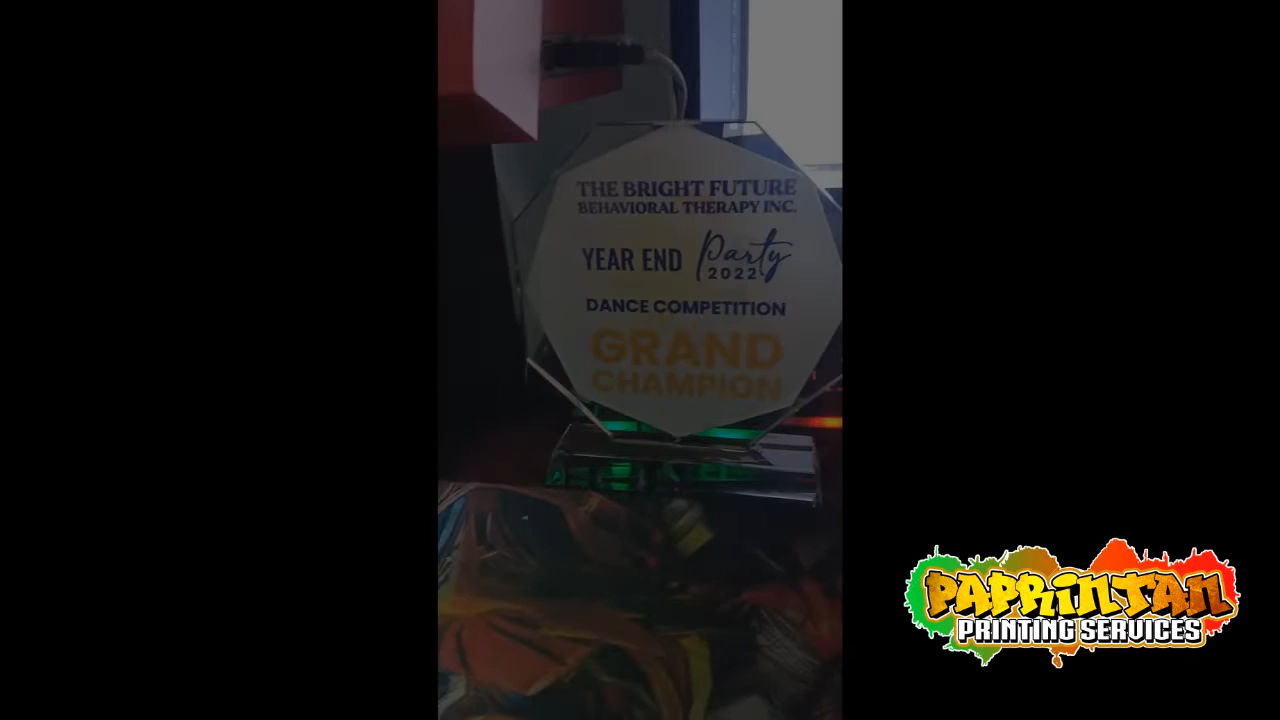 THE BRIGHT FUTURE
BEHAVIORAL THERAPY INC.
YEAR END Party
2022
DANCE COMPETITION
GRAND
CHAMPION
PAPRiNTAN
PRINTING SERVICES